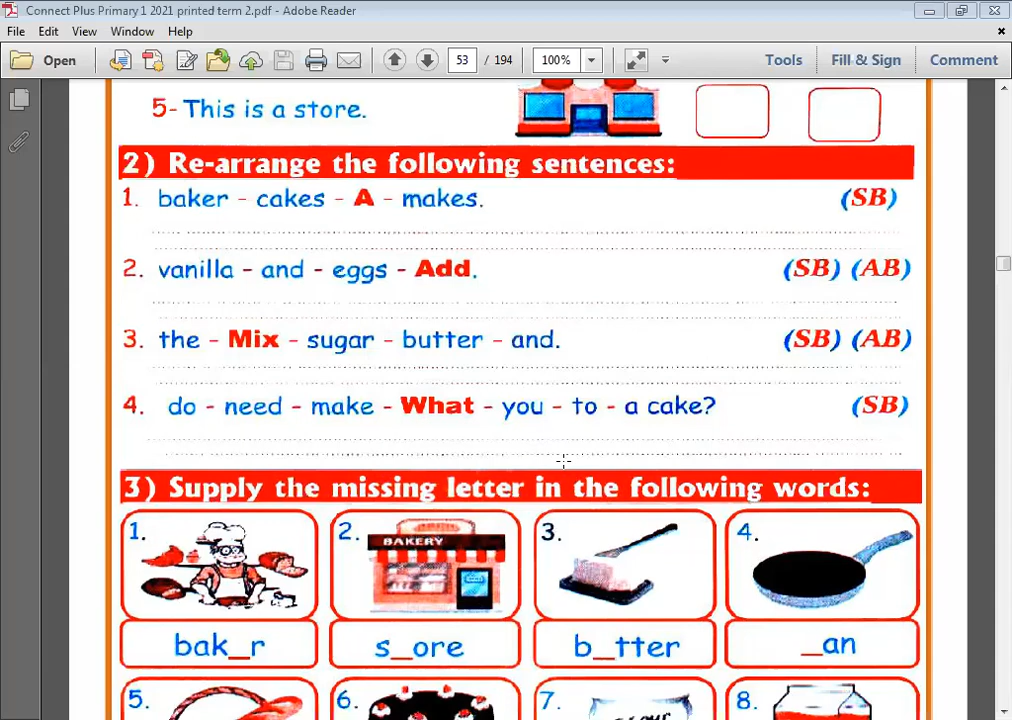 Connect Plus Primary 1 2021 printed term 2.pdf - Adobe Reader
File Edit View Window Help
Open 53 / 194 100% Tools Fill & Sign Comment
5- This is a store.
2) Re-arrange the following sentences:
1. baker - cakes - A - makes. (SB)
2. vanilla - and - eggs - Add. (SB) (AB)
3. the - Mix - sugar - butter - and. (SB) (AB)
4. do - need - make - What - you - to - a cake? (SB)
3) Supply the missing letter in the following words:
1. 2. BAKERY 3. 4.
bak_r s_ore b_tter _an
5. 6. 7. 8.